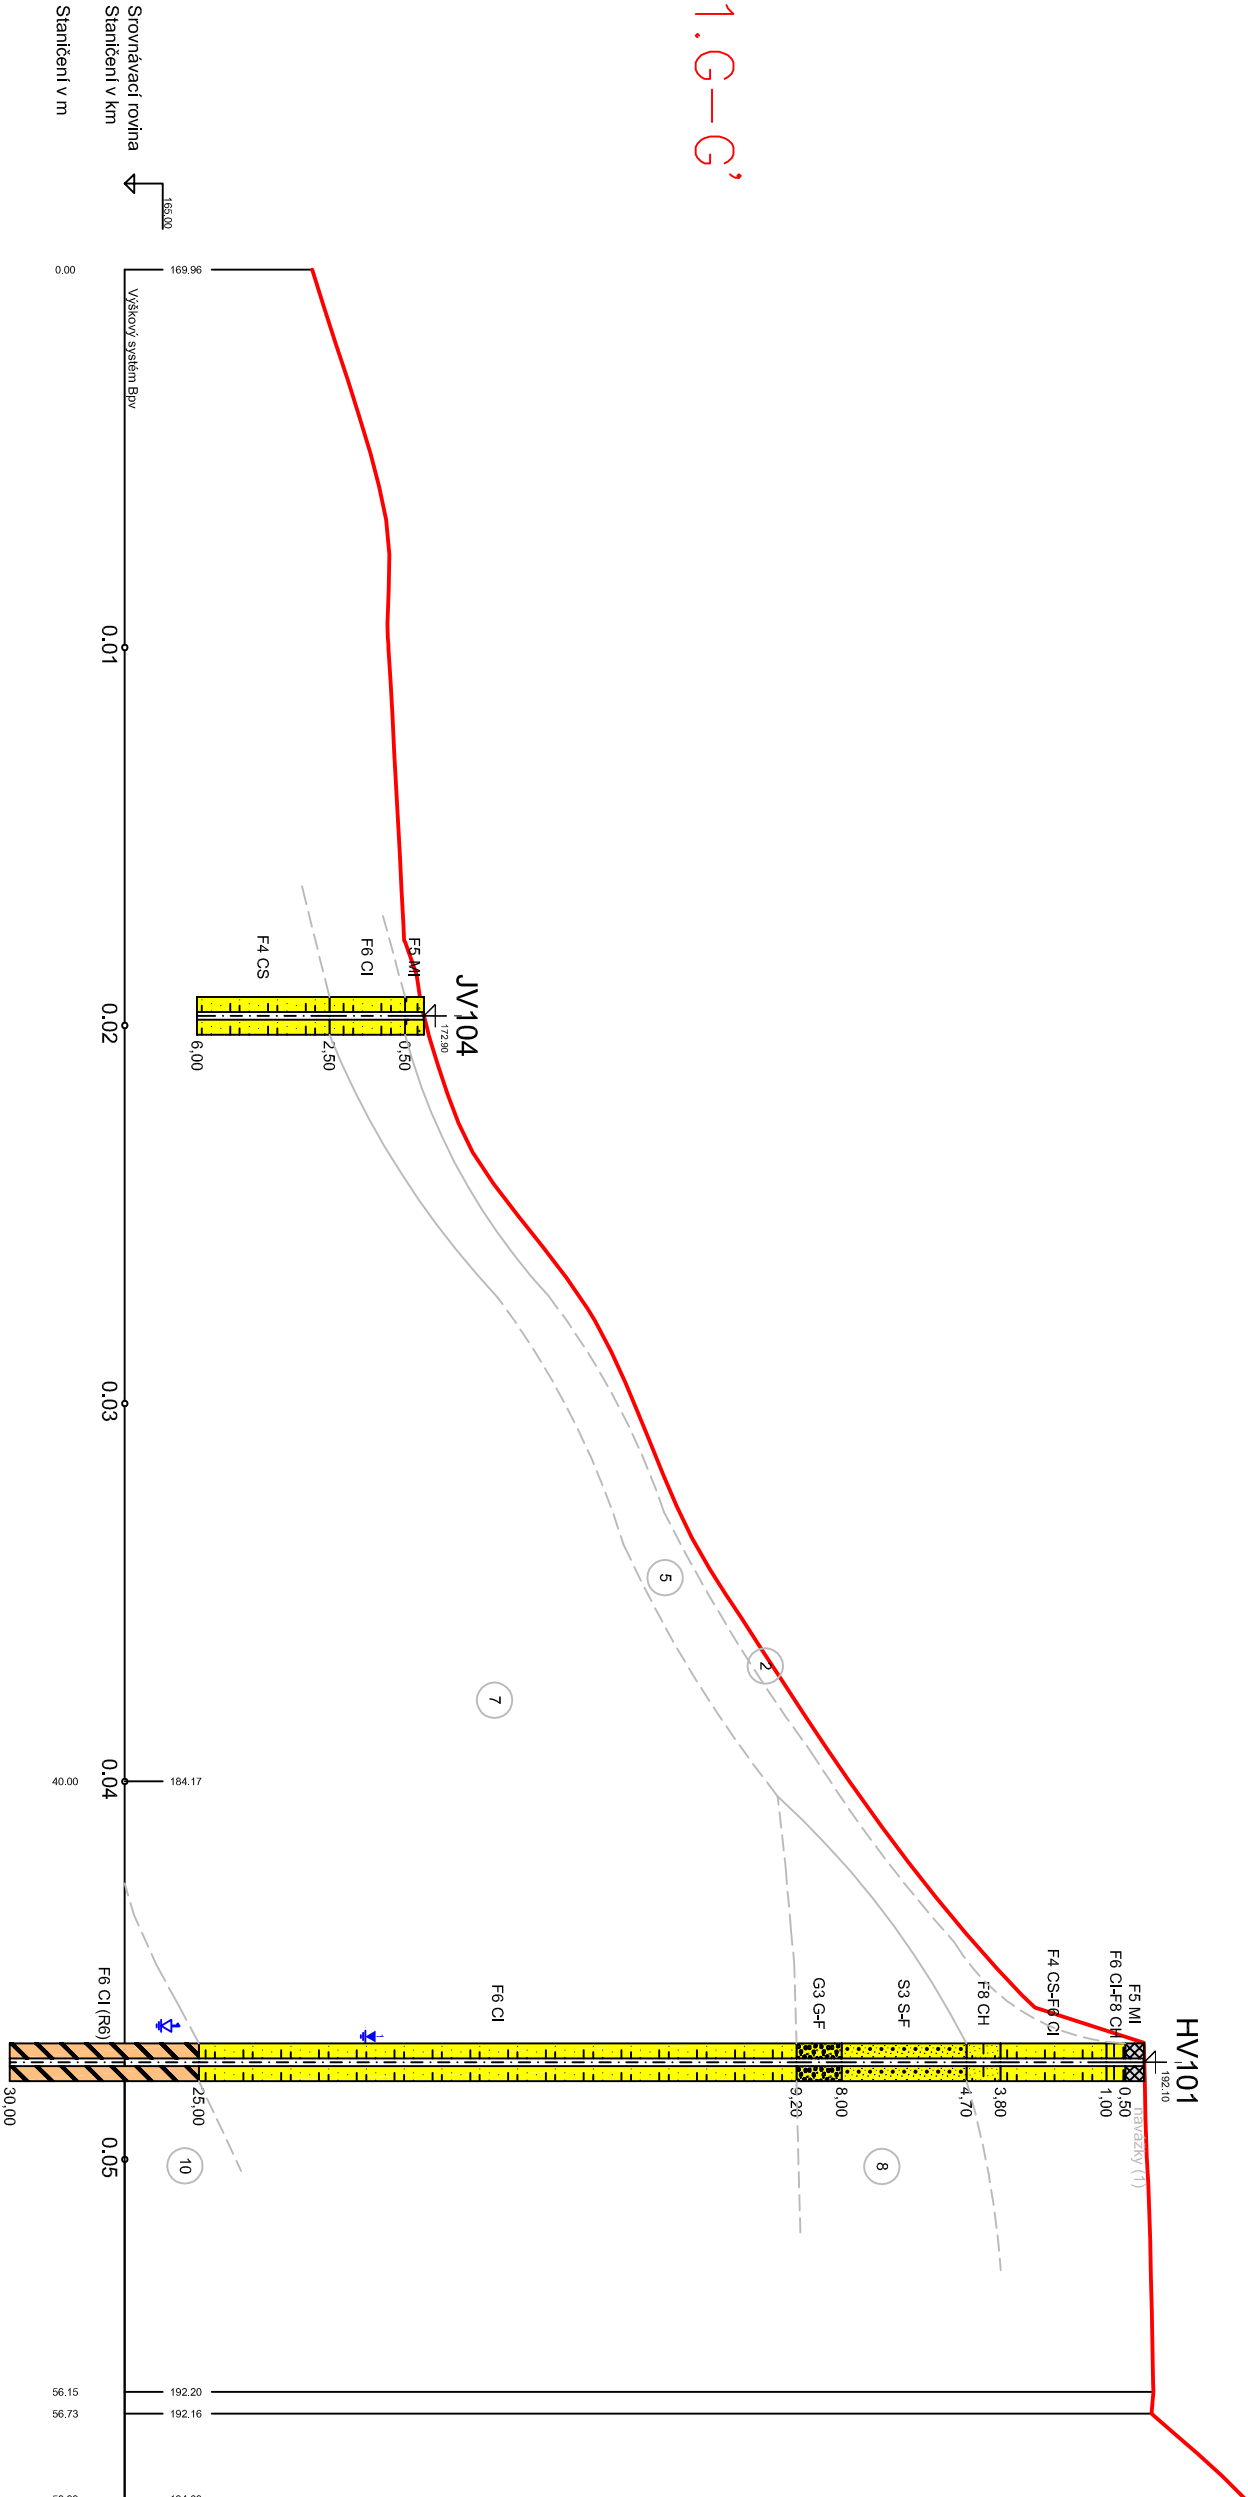 1.G-G'
Srovnávací rovina
Staničení v km
Staničení v m
165.00
Výškový systém Bpv
0.00
169.96
0.01
0.02
0.03
0.04
0.05
40.00
184.17
56.15
192.20
56.73
192.16
JV104
172.90
F5 MI
F6 CI
F4 CS
0,50
2,50
6,00
HV101
192.10
F5 MI
F6 CI-F8 CH
F4 CS-F6 CI
F8 CH
S3 S-F
G3 G-F
F6 CI
F6 CI (R6)
0,50
1,00
3,80
4,70
8,00
9,20
25,00
30,00
navážky (1)
2
5
7
8
10
1
1